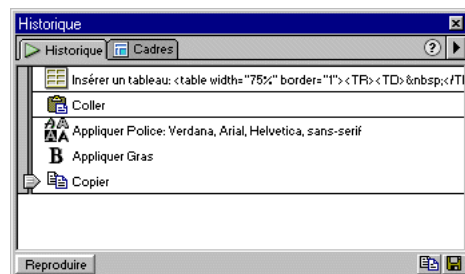 Historique
Historique Cadres
Insérer un tableau: <table width="75%" border="1"><TR><TD>&nbsp;</TI
Coller
Appliquer Police: Verdana, Arial, Helvetica, sans-serif
B Appliquer Gras
Copier
Reproduire